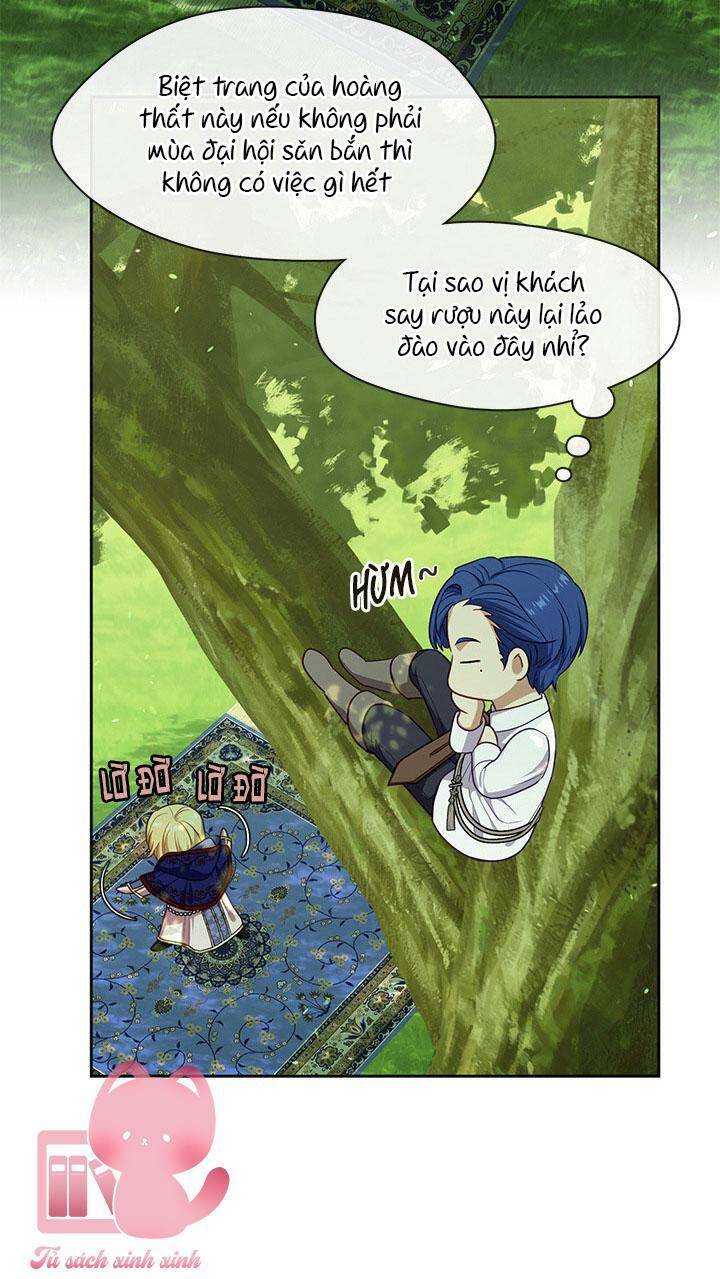 Biệt trang của hoàng
thất này nếu không phải
mùa đại hội săn bắn thì
không có việc gì hết
Tại sao vị khách
say rượu này lại lảo
đảo vào đây nhỉ?
HỪM~
LỜ ĐỜ LỜ ĐỜ
Tủ sách xinh xinh